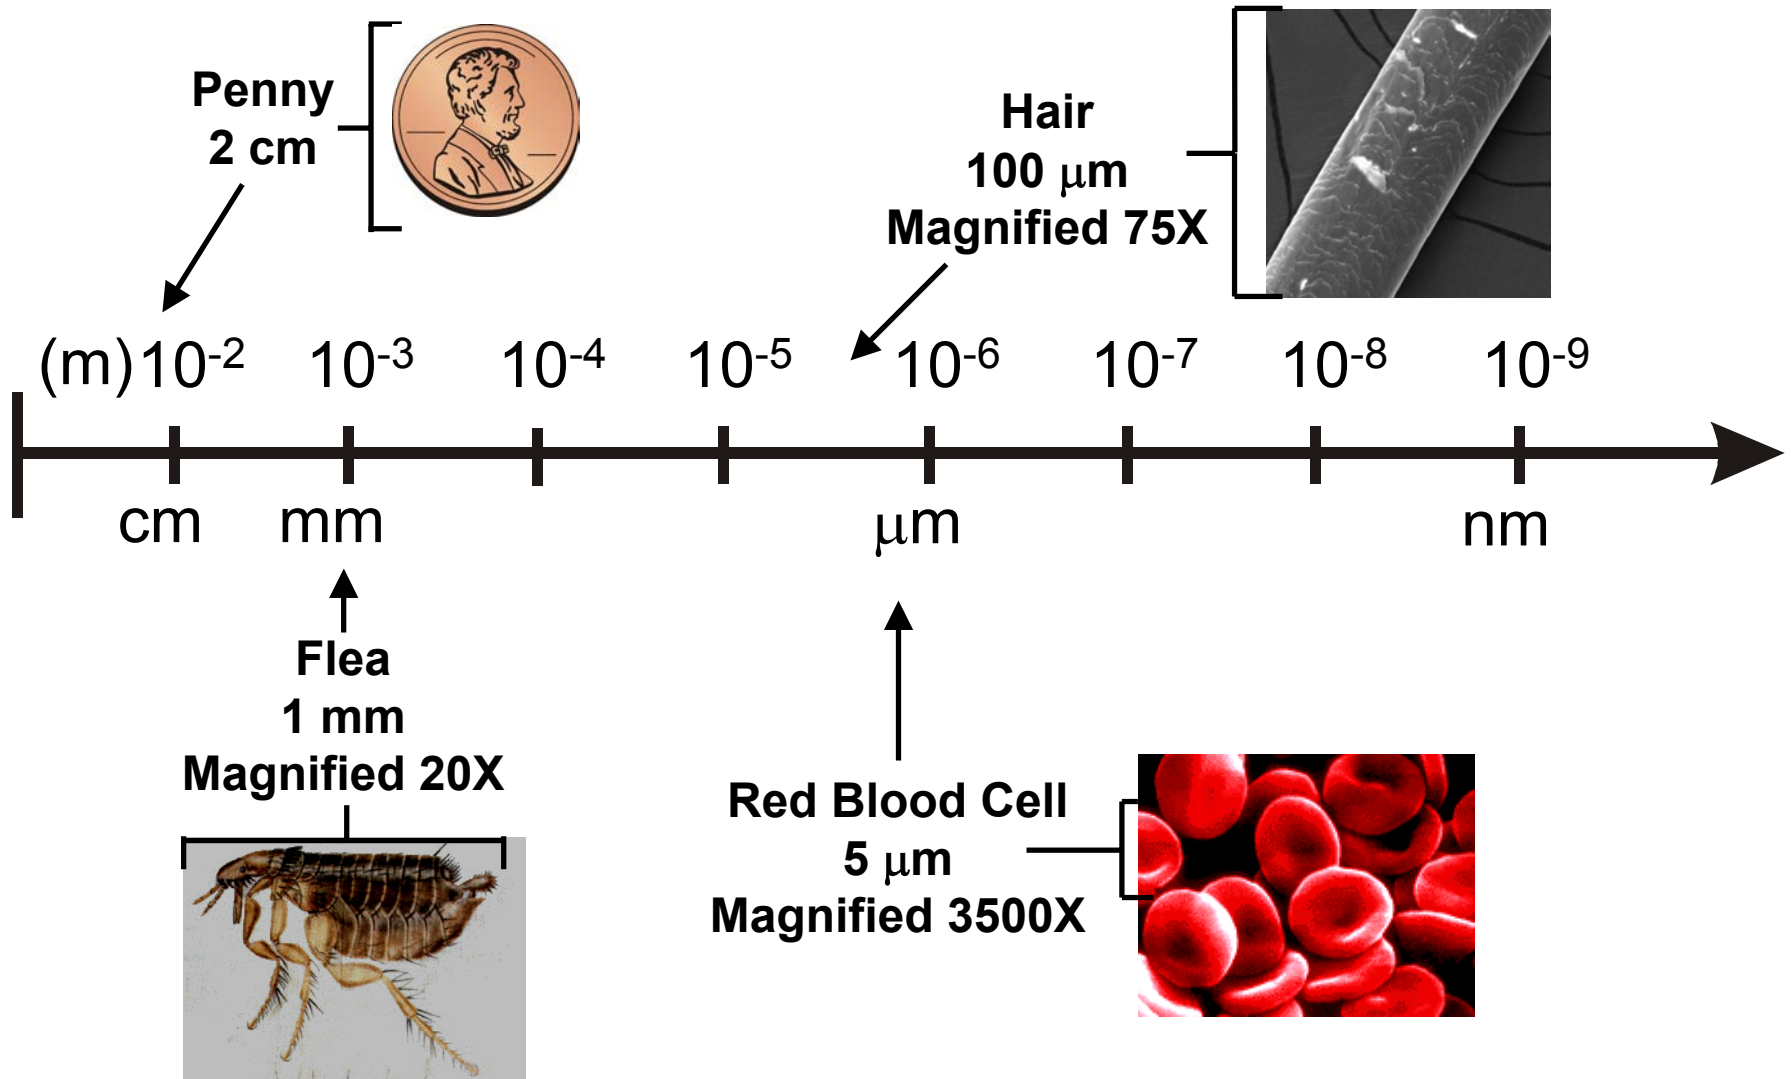 Penny
2 cm
Hair
100 μm
Magnified 75X
(m) 10⁻² 10⁻³ 10⁻⁴ 10⁻⁵ 10⁻⁶ 10⁻⁷ 10⁻⁸ 10⁻⁹
cm mm μm nm
Flea
1 mm
Magnified 20X
Red Blood Cell
5 μm
Magnified 3500X